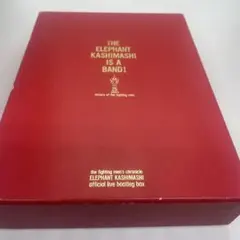 THE
ELEPHANT
KASHIMASHI
IS A
BAND!
the fighting men's chronicle
ELEPHANT KASHIMASHI
official live bootleg box